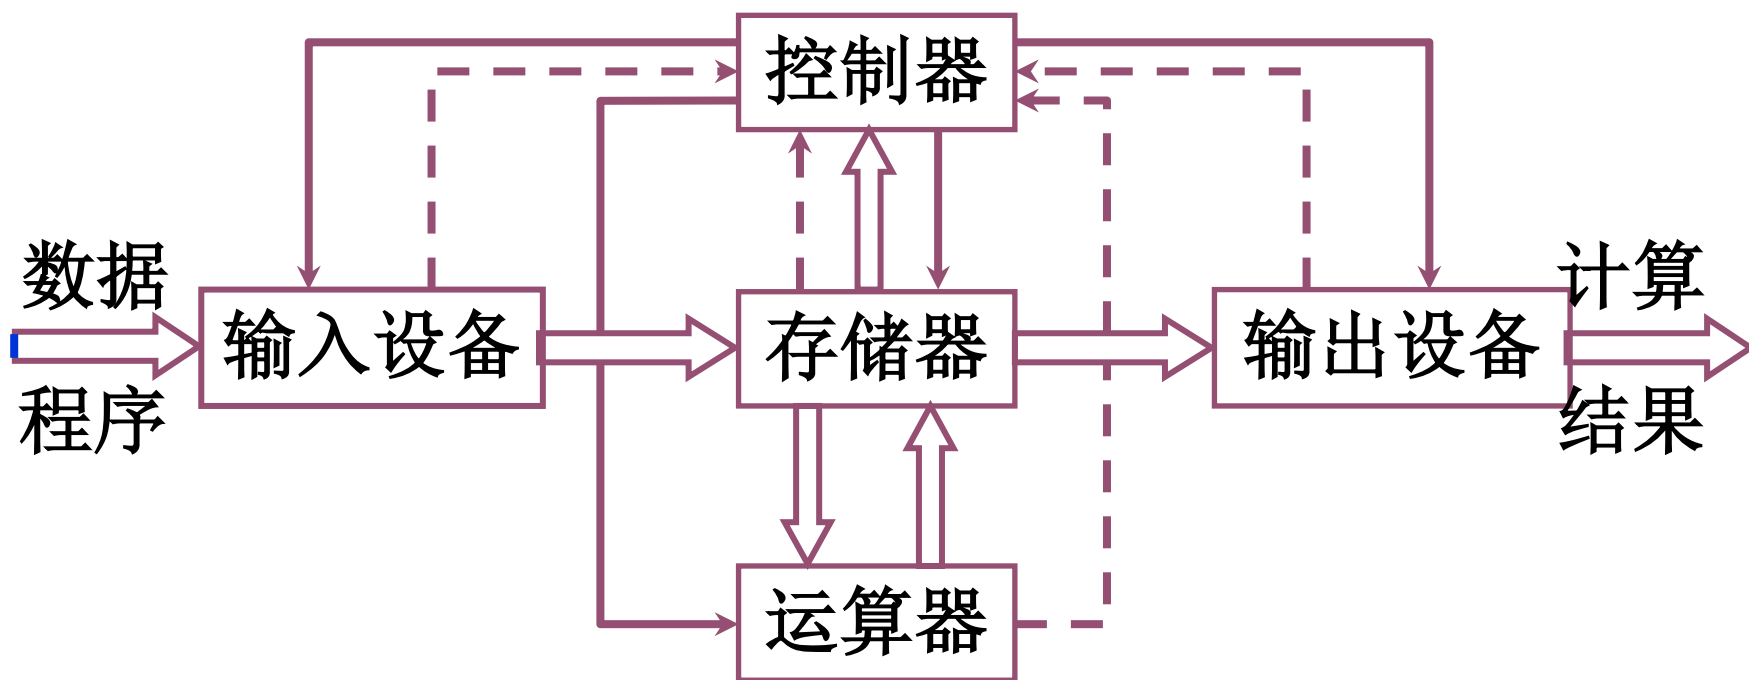 控制器
数据
程序
输入设备
存储器
输出设备
计算
结果
运算器